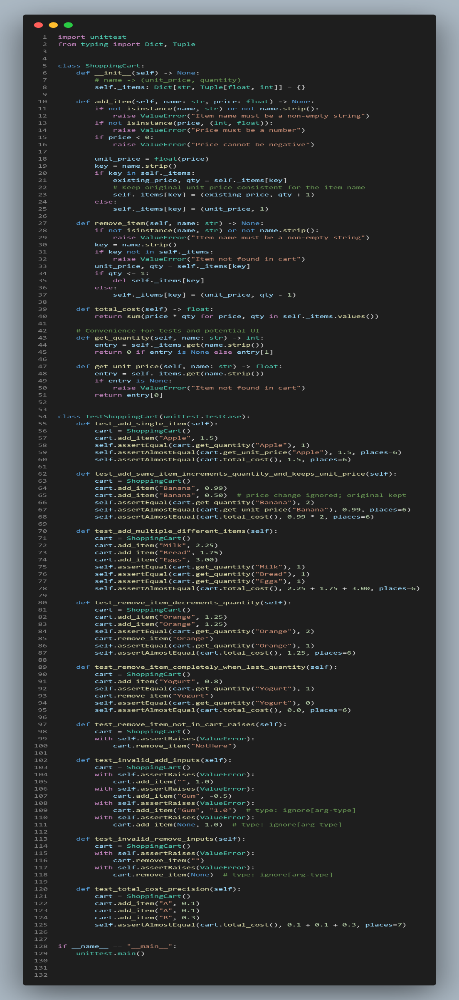 1 import unittest
2 from typing import Dict, Tuple
3
4
5 class ShoppingCart:
6     def __init__(self) -> None:
7         # name -> (unit_price, quantity)
8         self._items: Dict[str, Tuple[float, int]] = {}
9
10     def add_item(self, name: str, price: float) -> None:
11         if not isinstance(name, str) or not name.strip():
12             raise ValueError("Item name must be a non-empty string")
13         if not isinstance(price, (int, float)):
14             raise ValueError("Price must be a number")
15         if price < 0:
16             raise ValueError("Price cannot be negative")
17
18         unit_price = float(price)
19         key = name.strip()
20         if key in self._items:
21             existing_price, qty = self._items[key]
22             # Keep original unit price consistent for the item name
23             self._items[key] = (existing_price, qty + 1)
24         else:
25             self._items[key] = (unit_price, 1)
26
27     def remove_item(self, name: str) -> None:
28         if not isinstance(name, str) or not name.strip():
29             raise ValueError("Item name must be a non-empty string")
30         key = name.strip()
31         if key not in self._items:
32             raise ValueError("Item not found in cart")
33         unit_price, qty = self._items[key]
34         if qty <= 1:
35             del self._items[key]
36         else:
37             self._items[key] = (unit_price, qty - 1)
38
39     def total_cost(self) -> float:
40         return sum(price * qty for price, qty in self._items.values())
41
42     # Convenience for tests and potential UI
43     def get_quantity(self, name: str) -> int:
44         entry = self._items.get(name.strip())
45         return 0 if entry is None else entry[1]
46
47     def get_unit_price(self, name: str) -> float:
48         entry = self._items.get(name.strip())
49         if entry is None:
50             raise ValueError("Item not found in cart")
51         return entry[0]
52
53
54 class TestShoppingCart(unittest.TestCase):
55     def test_add_single_item(self):
56         cart = ShoppingCart()
57         cart.add_item("Apple", 1.5)
58         self.assertEqual(cart.get_quantity("Apple"), 1)
59         self.assertAlmostEqual(cart.get_unit_price("Apple"), 1.5, places=6)
60         self.assertAlmostEqual(cart.total_cost(), 1.5, places=6)
61
62     def test_add_same_item_increments_quantity_and_keeps_unit_price(self):
63         cart = ShoppingCart()
64         cart.add_item("Banana", 0.99)
65         cart.add_item("Banana", 0.50)  # price change ignored; original kept
66         self.assertEqual(cart.get_quantity("Banana"), 2)
67         self.assertAlmostEqual(cart.get_unit_price("Banana"), 0.99, places=6)
68         self.assertAlmostEqual(cart.total_cost(), 0.99 * 2, places=6)
69
70     def test_add_multiple_different_items(self):
71         cart = ShoppingCart()
72         cart.add_item("Milk", 2.25)
73         cart.add_item("Bread", 1.75)
74         cart.add_item("Eggs", 3.00)
75         self.assertEqual(cart.get_quantity("Milk"), 1)
76         self.assertEqual(cart.get_quantity("Bread"), 1)
77         self.assertEqual(cart.get_quantity("Eggs"), 1)
78         self.assertAlmostEqual(cart.total_cost(), 2.25 + 1.75 + 3.00, places=6)
79
80     def test_remove_item_decrements_quantity(self):
81         cart = ShoppingCart()
82         cart.add_item("Orange", 1.25)
83         cart.add_item("Orange", 1.25)
84         self.assertEqual(cart.get_quantity("Orange"), 2)
85         cart.remove_item("Orange")
86         self.assertEqual(cart.get_quantity("Orange"), 1)
87         self.assertAlmostEqual(cart.total_cost(), 1.25, places=6)
88
89     def test_remove_item_completely_when_last_quantity(self):
90         cart = ShoppingCart()
91         cart.add_item("Yogurt", 0.8)
92         self.assertEqual(cart.get_quantity("Yogurt"), 1)
93         cart.remove_item("Yogurt")
94         self.assertEqual(cart.get_quantity("Yogurt"), 0)
95         self.assertAlmostEqual(cart.total_cost(), 0.0, places=6)
96
97     def test_remove_item_not_in_cart_raises(self):
98         cart = ShoppingCart()
99         with self.assertRaises(ValueError):
100             cart.remove_item("NotHere")
101
102     def test_invalid_add_inputs(self):
103         cart = ShoppingCart()
104         with self.assertRaises(ValueError):
105             cart.add_item("", 1.0)
106         with self.assertRaises(ValueError):
107             cart.add_item("Gum", -0.5)
108         with self.assertRaises(ValueError):
109             cart.add_item("Gum", "1.0")  # type: ignore[arg-type]
110         with self.assertRaises(ValueError):
111             cart.add_item(None, 1.0)  # type: ignore[arg-type]
112
113     def test_invalid_remove_inputs(self):
114         cart = ShoppingCart()
115         with self.assertRaises(ValueError):
116             cart.remove_item("")
117         with self.assertRaises(ValueError):
118             cart.remove_item(None)  # type: ignore[arg-type]
119
120     def test_total_cost_precision(self):
121         cart = ShoppingCart()
122         cart.add_item("A", 0.1)
123         cart.add_item("A", 0.1)
124         cart.add_item("B", 0.3)
125         self.assertAlmostEqual(cart.total_cost(), 0.1 + 0.1 + 0.3, places=7)
126
127
128 if __name__ == "__main__":
129     unittest.main()
130
131
132